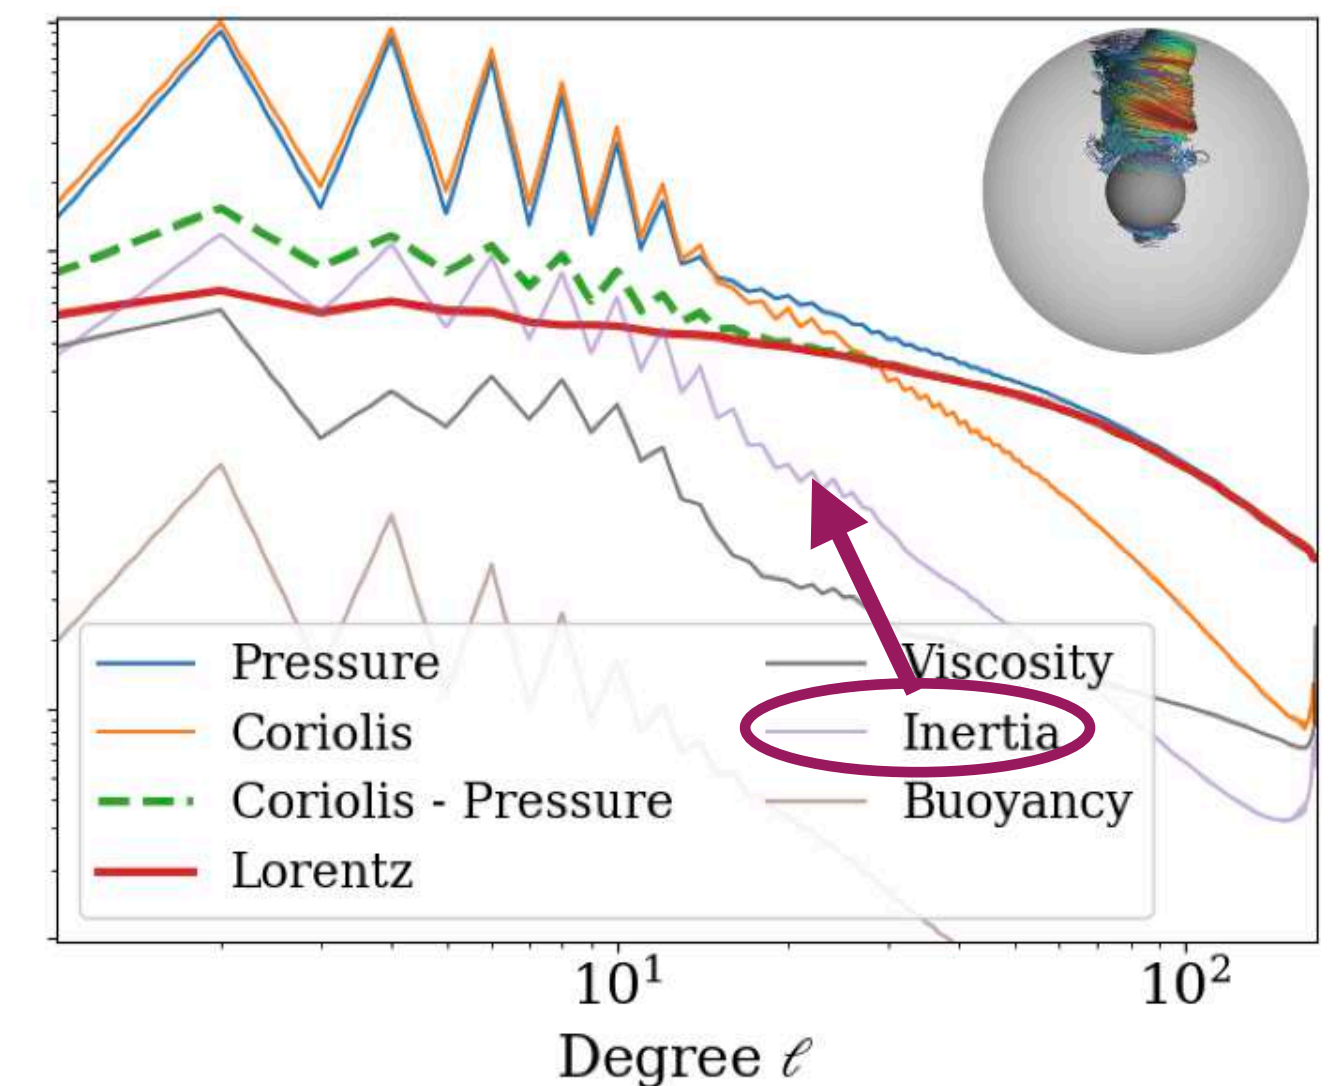 Pressure
Coriolis
Coriolis - Pressure
Lorentz
Viscosity
Inertia
Buoyancy
10¹
10²
Degree ℓ